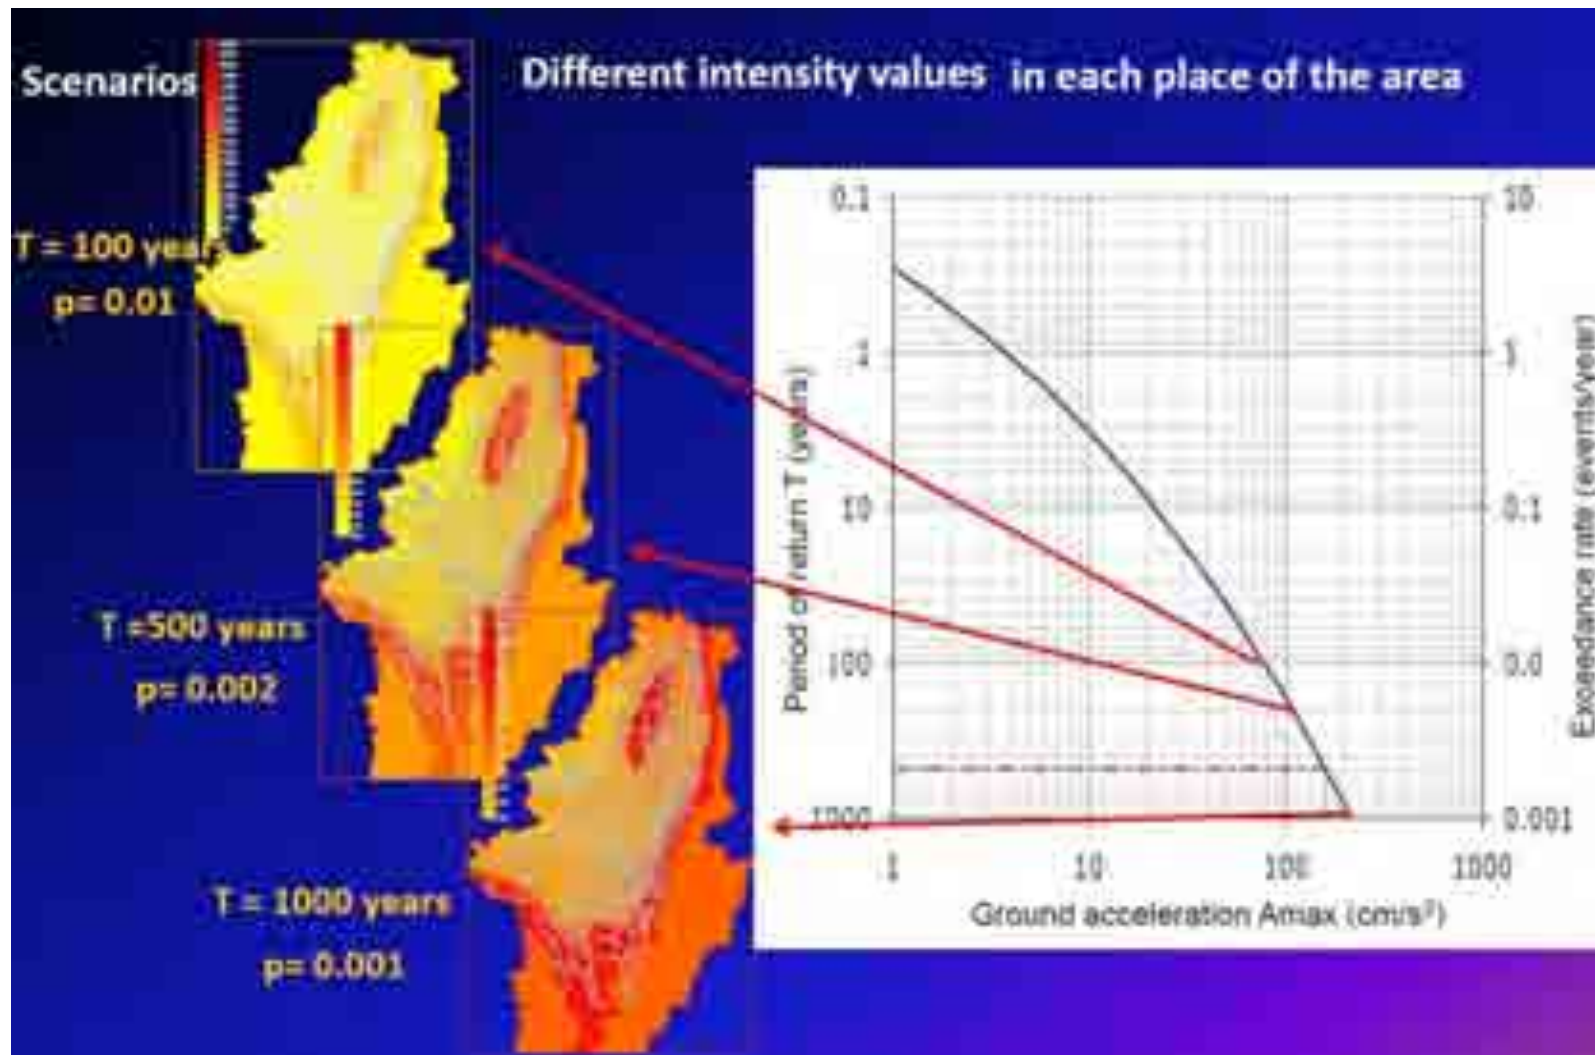 Scenarios
Different intensity values in each place of the area
T = 100 years
p= 0.01
T =500 years
p= 0.002
T = 1000 years
p= 0.001
Period of return T (years)
0.1
1
10
100
1000
10
1
0.1
0.0
0.001
Exceedance rate (events/year)
1
10
100
1000
Ground acceleration Amax (cm/s²)